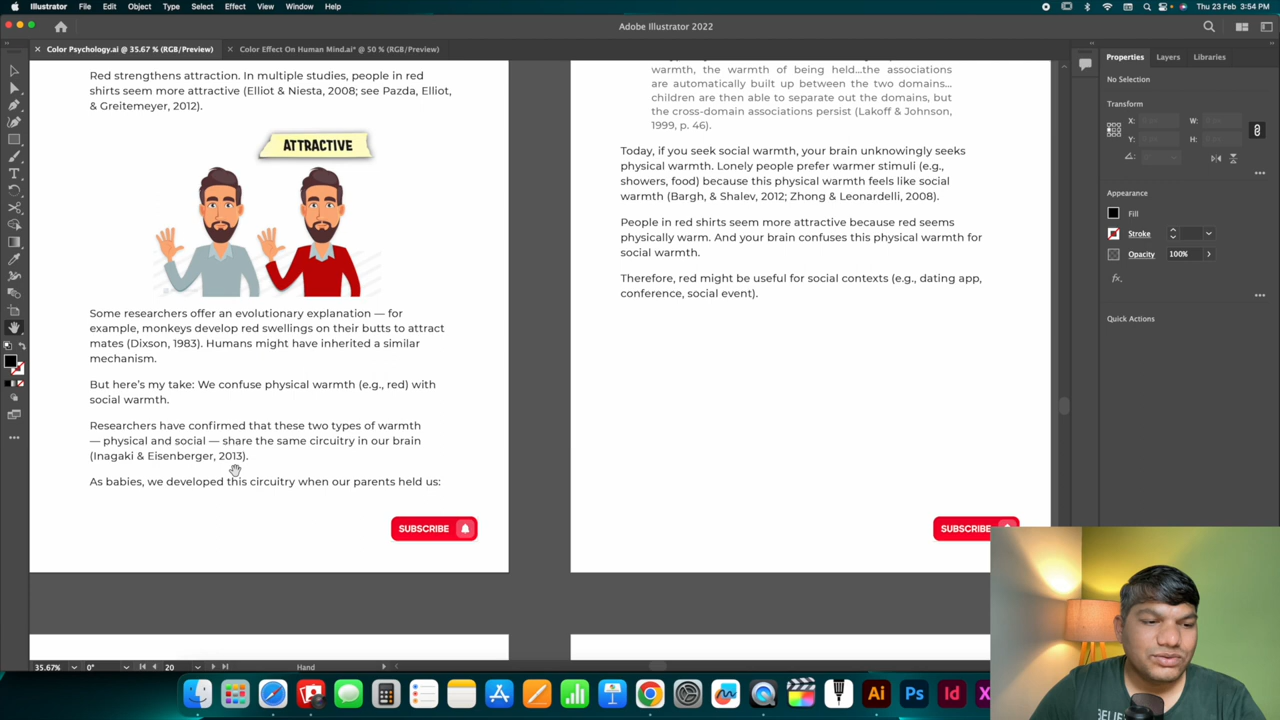 Illustrator File Edit Object Type Select Effect View Window Help
Thu 23 Feb 3:54 PM
Adobe Illustrator 2022
Color Psychology.ai @ 35.67 % (RGB/Preview)
Color Effect On Human Mind.ai* @ 50 % (RGB/Preview)
Red strengthens attraction. In multiple studies, people in red
shirts seem more attractive (Elliot & Niesta, 2008; see Pazda, Elliot,
& Greitemeyer, 2012).
ATTRACTIVE
Some researchers offer an evolutionary explanation — for
example, monkeys develop red swellings on their butts to attract
mates (Dixson, 1983). Humans might have inherited a similar
mechanism.
But here's my take: We confuse physical warmth (e.g., red) with
social warmth.
Researchers have confirmed that these two types of warmth
— physical and social — share the same circuitry in our brain
(Inagaki & Eisenberger, 2013).
As babies, we developed this circuitry when our parents held us:
SUBSCRIBE
warmth, the warmth of being held...the associations
are automatically built up between the two domains...
children are then able to separate out the domains, but
the cross-domain associations persist (Lakoff & Johnson,
1999, p. 46).
Today, if you seek social warmth, your brain unknowingly seeks
physical warmth. Lonely people prefer warmer stimuli (e.g.,
showers, food) because this physical warmth feels like social
warmth (Bargh, & Shalev, 2012; Zhong & Leonardelli, 2008).
People in red shirts seem more attractive because red seems
physically warm. And your brain confuses this physical warmth for
social warmth.
Therefore, red might be useful for social contexts (e.g., dating app,
conference, social event).
SUBSCRIBE
Properties Layers Libraries
No Selection
Transform
X: W:
Y: H:
Appearance
Fill
Stroke
Opacity 100%
fx.
Quick Actions
35.67% 0° 20 Hand
Ai Ps Id X
BELIE